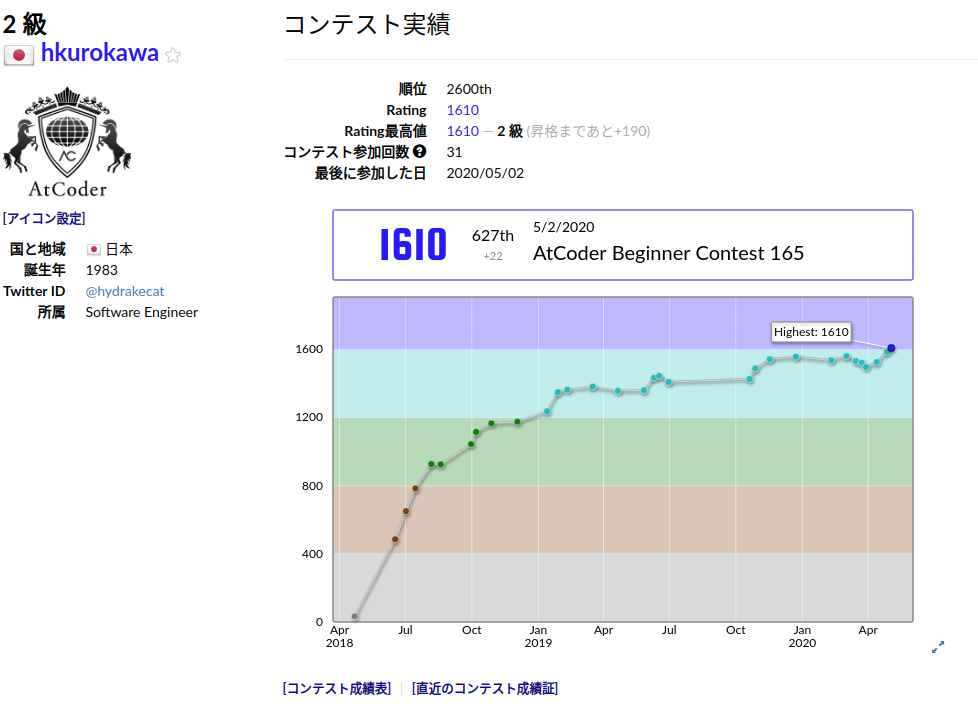 2 級
hkurokawa
AC
AtCoder
[アイコン設定]
国と地域 日本
誕生年 1983
Twitter ID @hydrakecat
所属 Software Engineer
コンテスト実績
順位 2600th
Rating 1610
Rating最高値 1610 ― 2 級 (昇格まであと+190)
コンテスト参加回数 31
最後に参加した日 2020/05/02
1610
627th
+22
5/2/2020
AtCoder Beginner Contest 165
Highest: 1610
1600
1200
800
400
0
Apr Jul Oct Jan Apr Jul Oct Jan Apr
2018 2019 2020
[コンテスト成績表] [直近のコンテスト成績証]